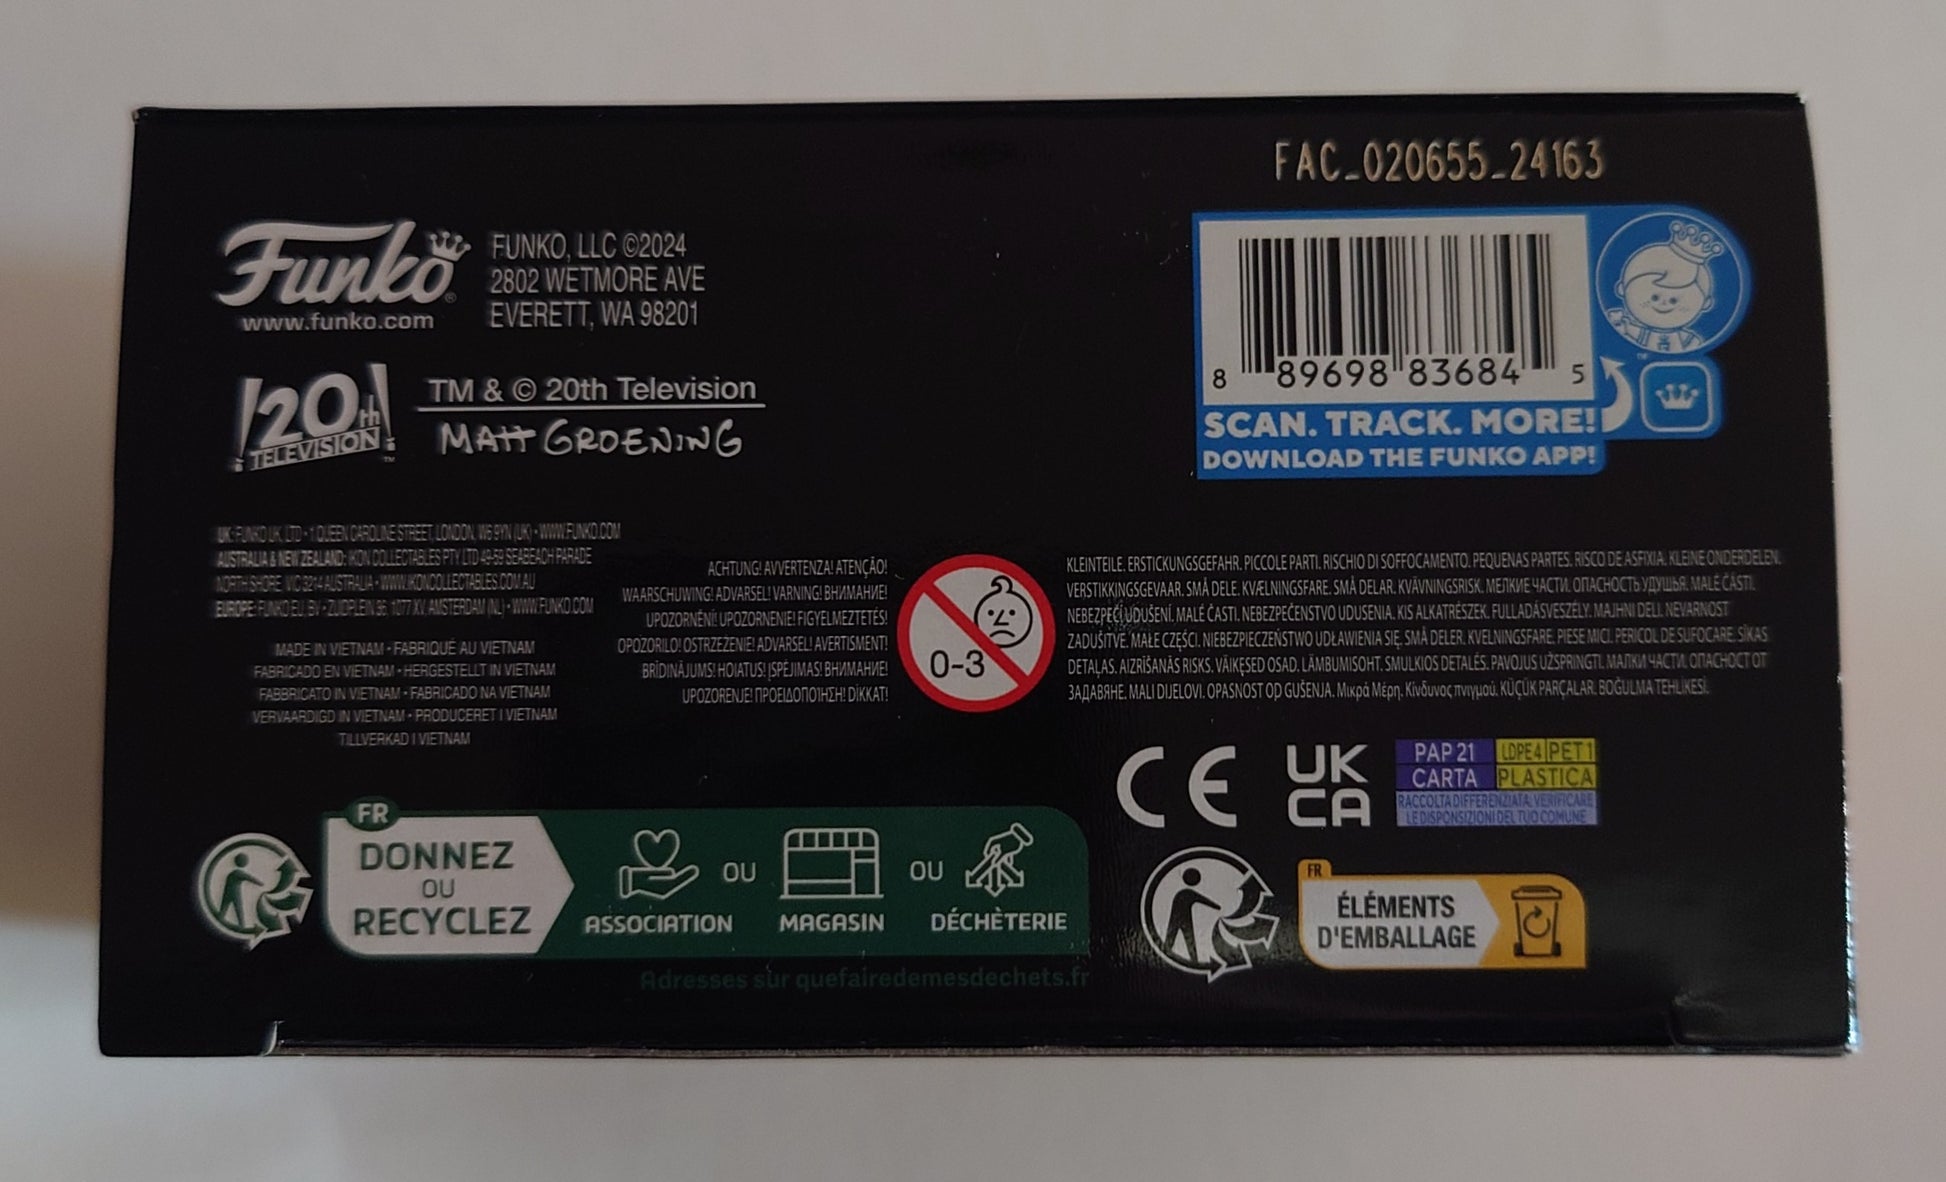 FAC_020655_24163
Funko®
www.funko.com
FUNKO, LLC ©2024
2802 WETMORE AVE
EVERETT, WA 98201
8 89698 83684 5
SCAN. TRACK. MORE!
DOWNLOAD THE FUNKO APP!
™
20th
TELEVISION
™
TM & © 20th Television
MATT GROENING
UK: FUNKO UK, LTD • 1 QUEEN CAROLINE STREET, LONDON, W6 9YN (UK) • WWW.FUNKO.COM
AUSTRALIA & NEW ZEALAND: IKON COLLECTABLES PTY LTD 49-59 SEABEACH PARADE
NORTH SHORE, VIC 3214 AUSTRALIA • WWW.IKONCOLLECTABLES.COM.AU
EUROPE: FUNKO EU, BV • ZUIDPLEIN 36, 1077 XV, AMSTERDAM (NL) • WWW.FUNKO.COM
MADE IN VIETNAM • FABRIQUÉ AU VIETNAM
FABRICADO EN VIETNAM • HERGESTELLT IN VIETNAM
FABBRICATO IN VIETNAM • FABRICADO NA VIETNAM
VERVAARDIGD IN VIETNAM • PRODUCERET I VIETNAM
TILLVERKAD I VIETNAM
ACHTUNG! AVVERTENZA! ATENÇÃO!
WAARSCHUWING! ADVARSEL! VARNING! ВНИМАНИЕ!
UPOZORNĚNÍ! UPOZORNENIE! FIGYELMEZTETÉS!
OPOZORILO! OSTRZEŻENIE! ADVARSEL! AVERTISMENT!
BRĪDINĀJUMS! HOIATUS! ĮSPĖJIMAS! ВНИМАНИЕ!
UPOZORENJE! ΠΡΟΕΙΔΟΠΟΙΗΣΗ! DİKKAT!
0-3
KLEINTEILE. ERSTICKUNGSGEFAHR. PICCOLE PARTI. RISCHIO DI SOFFOCAMENTO. PEQUENAS PARTES. RISCO DE ASFIXIA. KLEINE ONDERDELEN.
VERSTIKKINGSGEVAAR. SMÅ DELE. KVÆLNINGSFARE. SMÅ DELAR. KVÄVNINGSRISK. МЕЛКИЕ ЧАСТИ. ОПАСНОСТЬ УДУШЬЯ. MALÉ ČÁSTI.
NEBEZPEČÍ UDUŠENÍ. MALÉ ČASTI. NEBEZPEČENSTVO UDUSENIA. KIS ALKATRÉSZEK. FULLADÁSVESZÉLY. MAJHNI DELI. NEVARNOST
ZADUŠITVE. MAŁE CZĘŚCI. NIEBEZPIECZEŃSTWO UDŁAWIENIA SIĘ. SMÅ DELER. KVELNINGSFARE. PIESE MICI. PERICOL DE SUFOCARE. SĪKAS
DETAĻAS. AIZRĪŠANĀS RISKS. VÄIKESED OSAD. LÄMBUMISOHT. SMULKIOS DETALĖS. PAVOJUS UŽSPRINGTI. МАЛКИ ЧАСТИ. ОПАСНОСТ ОТ
ЗАДАВЯНЕ. MALI DIJELOVI. OPASNOST OD GUŠENJA. Μικρά Μέρη. Κίνδυνος πνιγμού. KÜÇÜK PARÇALAR. BOĞULMA TEHLİKESİ.
CE
UK
CA
PAP 21
CARTA
LDPE4 PET 1
PLASTICA
RACCOLTA DIFFERENZIATA. VERIFICARE
LE DISPOSIZIONI DEL TUO COMUNE
FR
DONNEZ
OU
RECYCLEZ
ASSOCIATION
OU
MAGASIN
OU
DÉCHÈTERIE
Adresses sur quefairedemesdechets.fr
FR
ÉLÉMENTS
D'EMBALLAGE